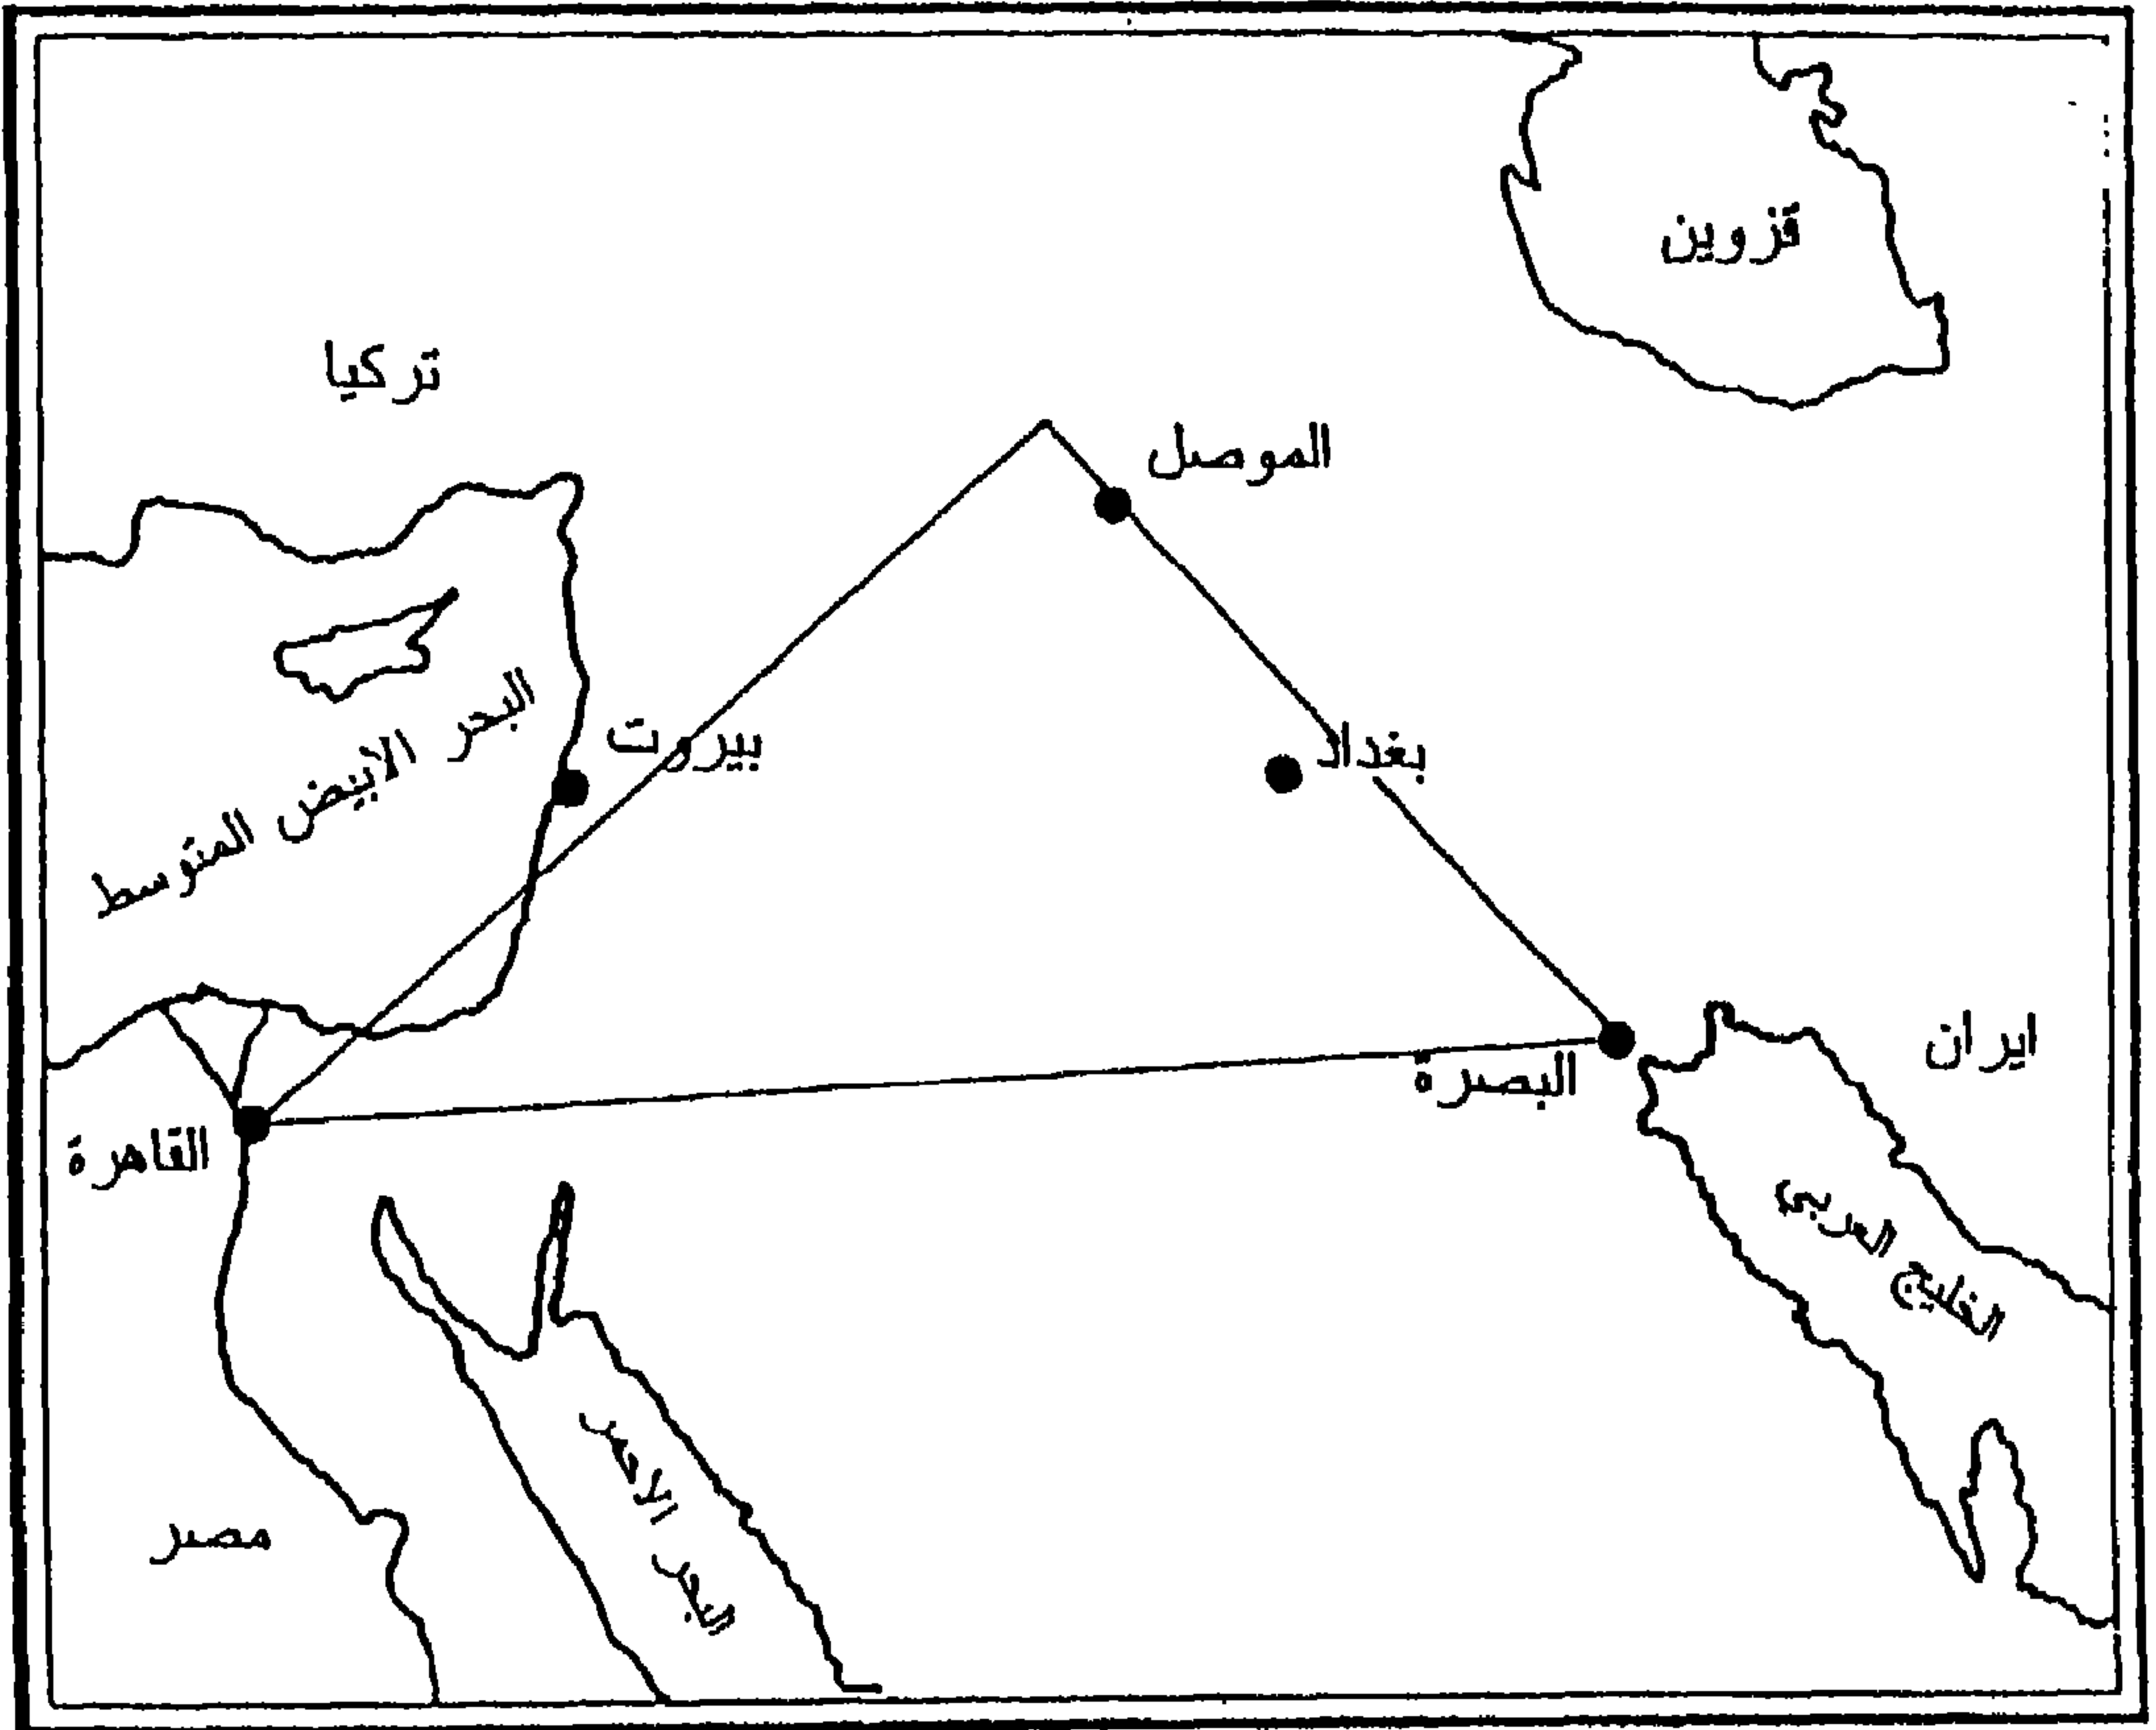 قزوين
تركيا
الموصل
بيروت
بغداد
البحر الابيض المتوسط
ايران
البصرة
القاهرة
الخليج العربي
البحر الاحمر
مصر